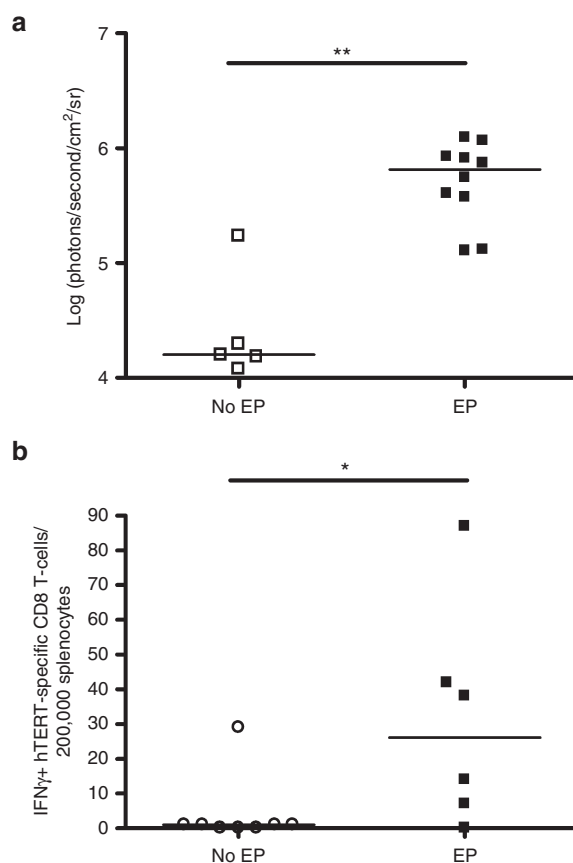 a
7
**
6
Log (photons/second/cm²/sr)
5
4
No EP
EP
b
*
90
80
70
60
50
40
30
20
10
0
IFNγ+ hTERT-specific CD8 T-cells/
200,000 splenocytes
No EP
EP